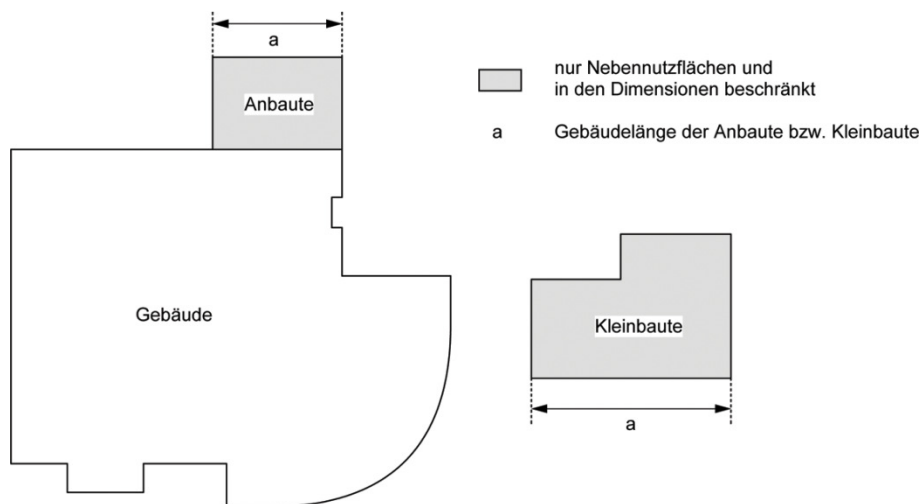 a
Anbaute
nur Nebennutzflächen und
in den Dimensionen beschränkt
a Gebäudelänge der Anbaute bzw. Kleinbaute
Gebäude
Kleinbaute
a